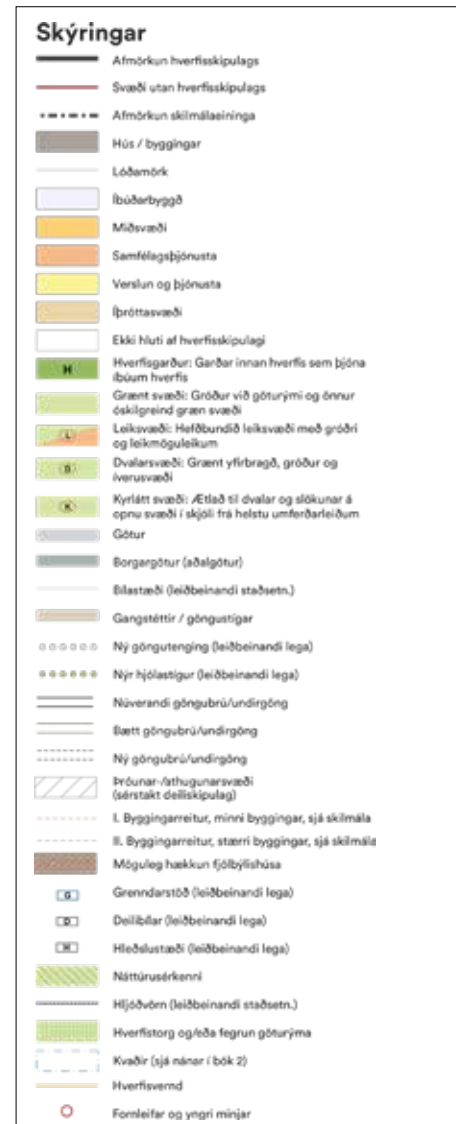 Skýringar
Afmörkun hverfisskipulags
Svæði utan hverfisskipulags
Afmörkun skilmálaeininga
Hús / byggingar
Lóðamörk
Íbúðarbyggð
Miðsvæði
Samfélagsþjónusta
Verslun og þjónusta
Íþróttasvæði
Ekki hluti af hverfisskipulagi
H Hverfisgarður: Garðar innan hverfis sem þjóna
íbúum hverfis
Grænt svæði: Gróður við göturými og önnur
óskilgreind græn svæði
L Leiksvæði: Hefðbundið leiksvæði með gróðri
og leikmöguleikum
D Dvalarsvæði: Grænt yfirbragð, gróður og
íverusvæði
K Kyrlátt svæði: Ætlað til dvalar og slökunar á
opnu svæði í skjóli frá helstu umferðarleiðum
Götur
Borgargötur (aðalgötur)
Bílastæði (leiðbeinandi staðsetn.)
Gangstéttir / göngustígar
Ný göngutenging (leiðbeinandi lega)
Nýr hjólastígur (leiðbeinandi lega)
Núverandi göngubrú/undirgöng
Bætt göngubrú/undirgöng
Ný göngubrú/undirgöng
Þróunar-/athugunarsvæði
(sérstakt deiliskipulag)
I. Byggingarreitur, minni byggingar, sjá skilmála
II. Byggingarreitur, stærri byggingar, sjá skilmála
Möguleg hækkun fjölbýlishúsa
G Grenndarstöð (leiðbeinandi lega)
D Deilibílar (leiðbeinandi lega)
H Hleðslustæði (leiðbeinandi lega)
Náttúrusérkenni
Hljóðvörn (leiðbeinandi staðsetn.)
Hverfistorg og/eða fegrun göturýma
Kvaðir (sjá nánar í bók 2)
Hverfisvernd
Fornleifar og yngri minjar